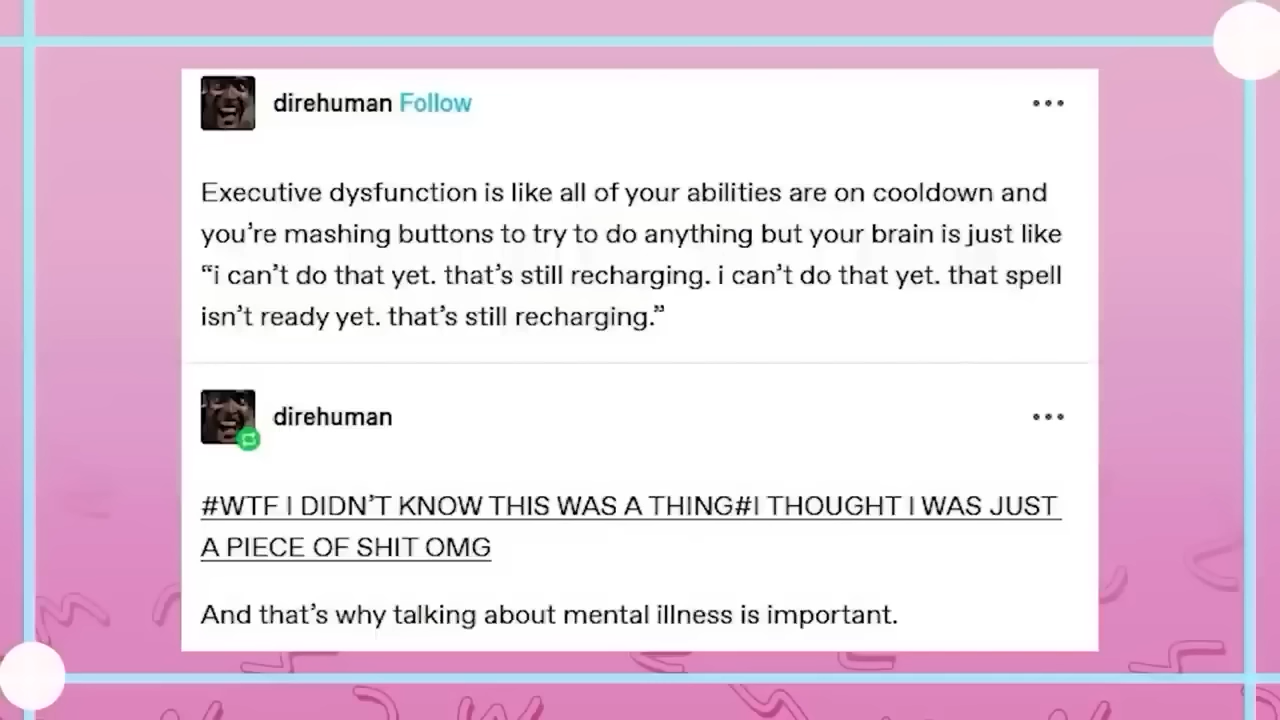 direhuman Follow
Executive dysfunction is like all of your abilities are on cooldown and
you’re mashing buttons to try to do anything but your brain is just like
“i can’t do that yet. that’s still recharging. i can’t do that yet. that spell
isn’t ready yet. that’s still recharging.”
direhuman
#WTF I DIDN’T KNOW THIS WAS A THING#I THOUGHT I WAS JUST
A PIECE OF SHIT OMG
And that’s why talking about mental illness is important.